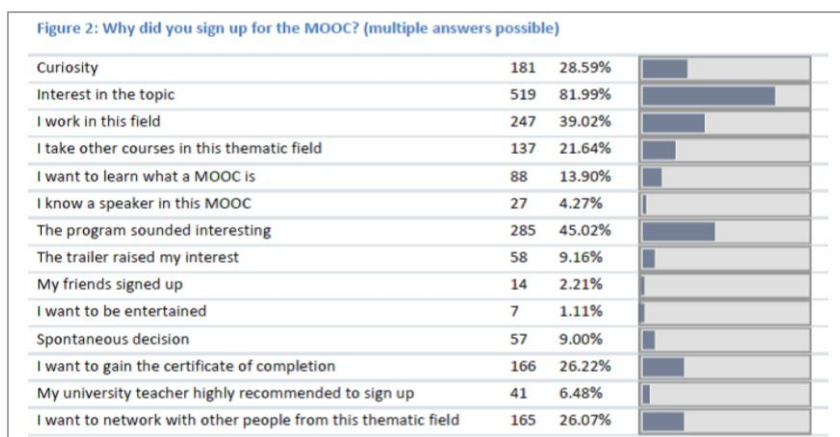 Figure 2: Why did you sign up for the MOOC? (multiple answers possible)
Curiosity 181 28.59%
Interest in the topic 519 81.99%
I work in this field 247 39.02%
I take other courses in this thematic field 137 21.64%
I want to learn what a MOOC is 88 13.90%
I know a speaker in this MOOC 27 4.27%
The program sounded interesting 285 45.02%
The trailer raised my interest 58 9.16%
My friends signed up 14 2.21%
I want to be entertained 7 1.11%
Spontaneous decision 57 9.00%
I want to gain the certificate of completion 166 26.22%
My university teacher highly recommended to sign up 41 6.48%
I want to network with other people from this thematic field 165 26.07%